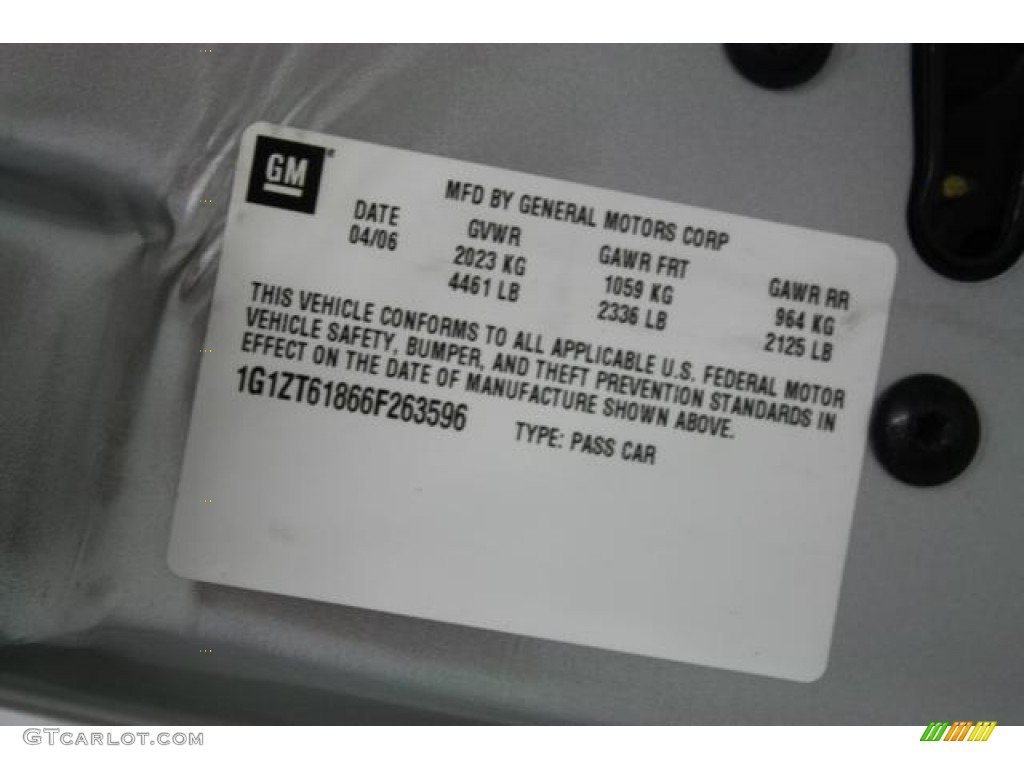 GM
MFD BY GENERAL MOTORS CORP
DATE GVWR GAWR FRT GAWR RR
04/06 2023 KG 1059 KG 964 KG
4461 LB 2336 LB 2125 LB
THIS VEHICLE CONFORMS TO ALL APPLICABLE U.S. FEDERAL MOTOR
VEHICLE SAFETY, BUMPER, AND THEFT PREVENTION STANDARDS IN
EFFECT ON THE DATE OF MANUFACTURE SHOWN ABOVE.
1G1ZT61866F263596 TYPE: PASS CAR
GTCARLOT.COM